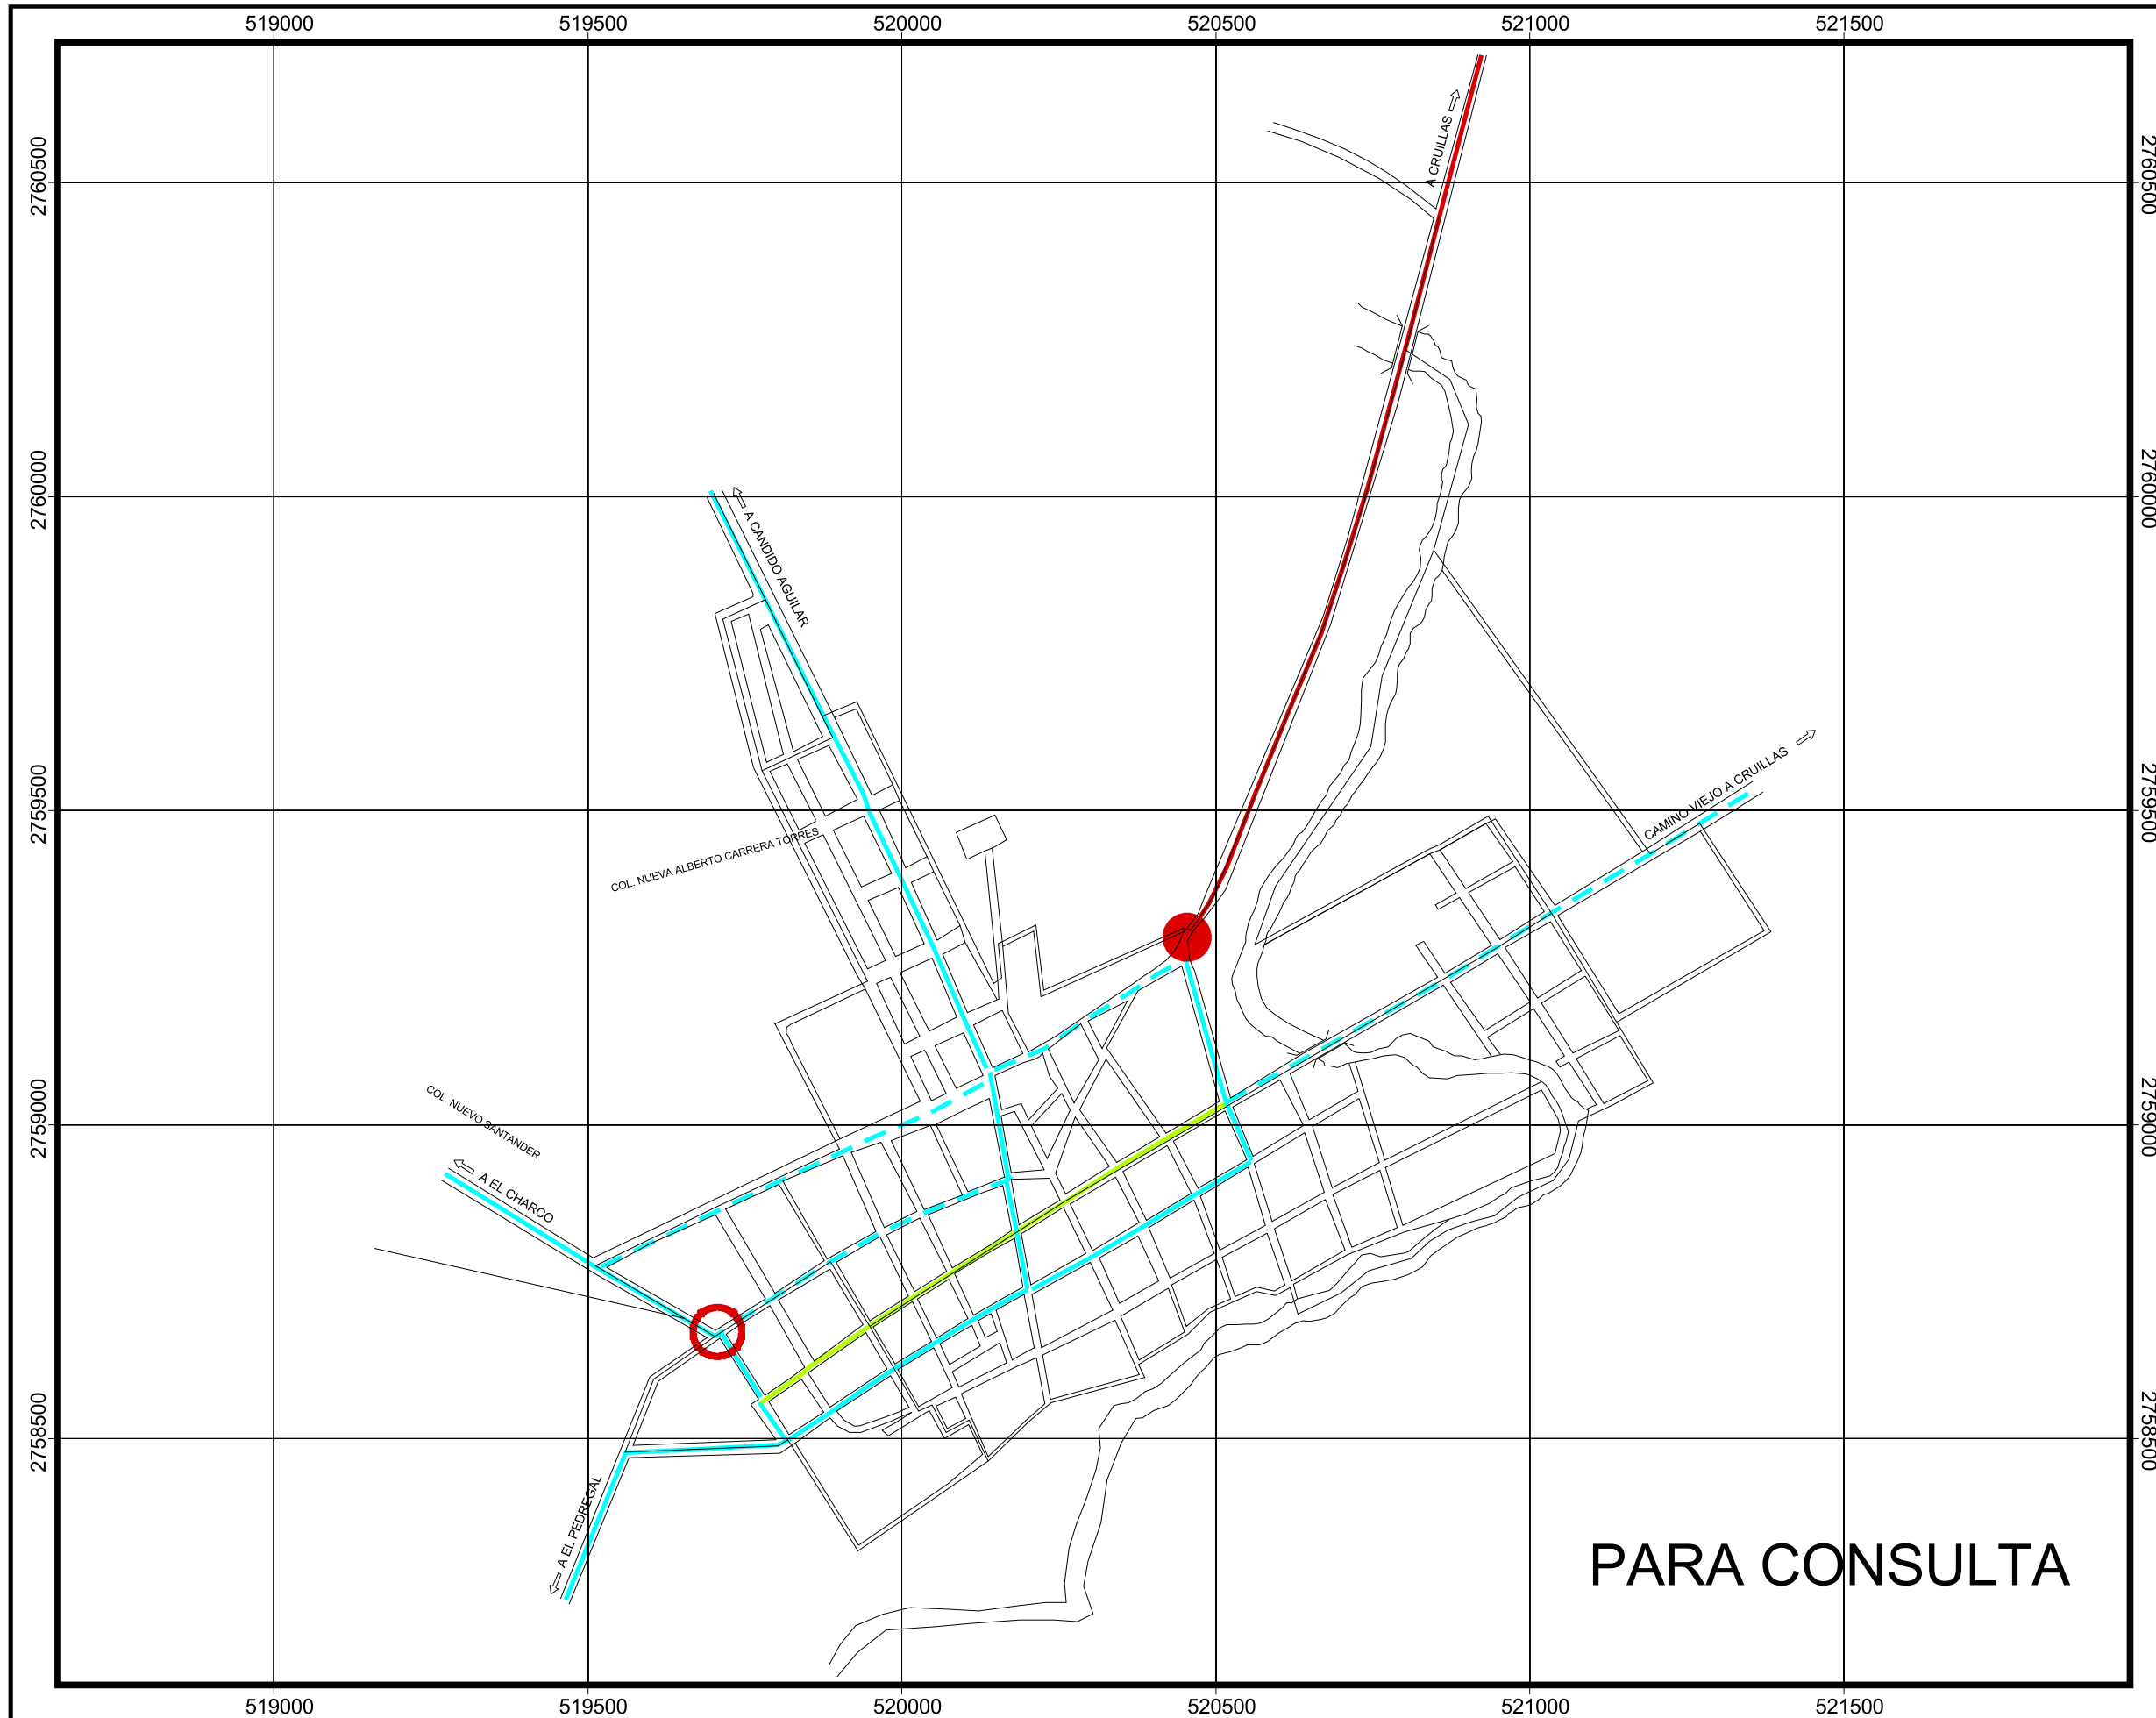 519000 519500 520000 520500 521000 521500
2760500
2760500
A CRUILLAS
2760000
2760000
A CANDIDO AGUILAR
2759500
2759500
CAMINO VIEJO A CRUILLAS
COL. NUEVA ALBERTO CARRERA TORRES
2759000
2759000
COL. NUEVO SANTANDER
A EL CHARCO
2758500
2758500
A EL PEDREGAL
PARA CONSULTA
519000 519500 520000 520500 521000 521500